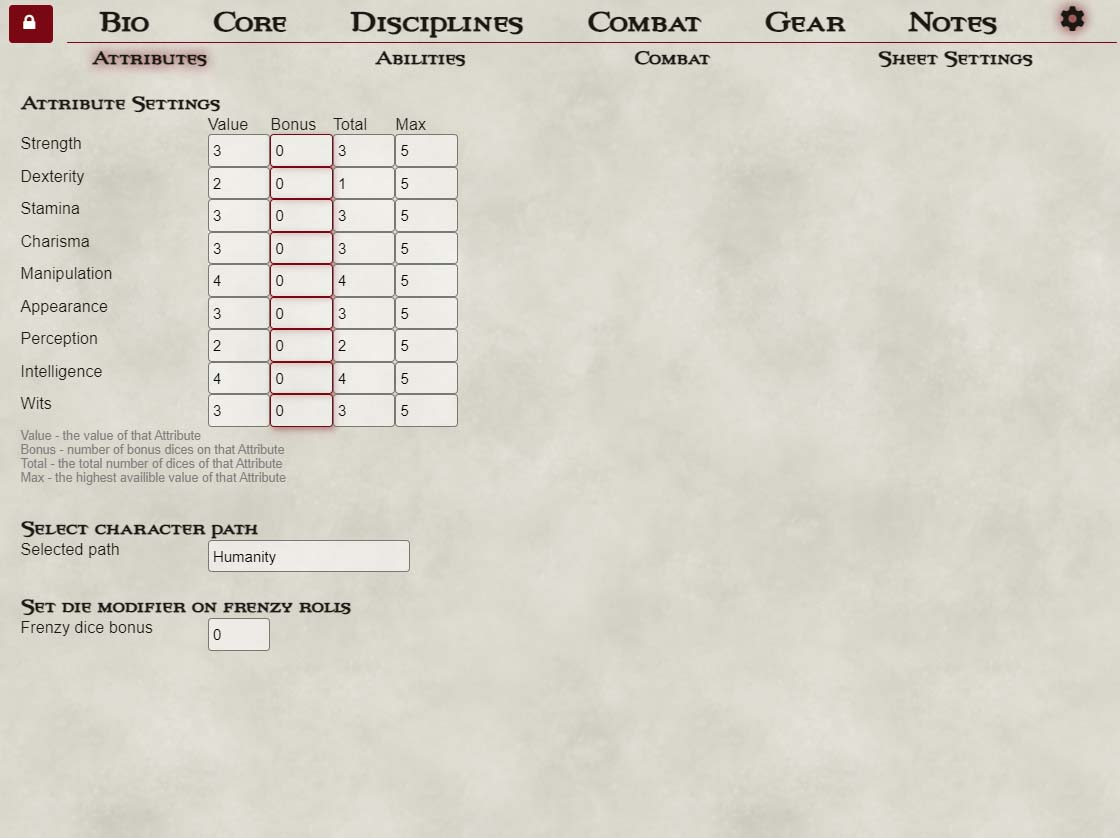 Bio Core Disciplines Combat Gear Notes
Attributes Abilities Combat Sheet Settings
Attribute Settings
Value Bonus Total Max
Strength 3 0 3 5
Dexterity 2 0 1 5
Stamina 3 0 3 5
Charisma 3 0 3 5
Manipulation 4 0 4 5
Appearance 3 0 3 5
Perception 2 0 2 5
Intelligence 4 0 4 5
Wits 3 0 3 5
Value - the value of that Attribute
Bonus - number of bonus dices on that Attribute
Total - the total number of dices of that Attribute
Max - the highest availible value of that Attribute
Select character path
Selected path Humanity
Set die modifier on frenzy rolls
Frenzy dice bonus 0